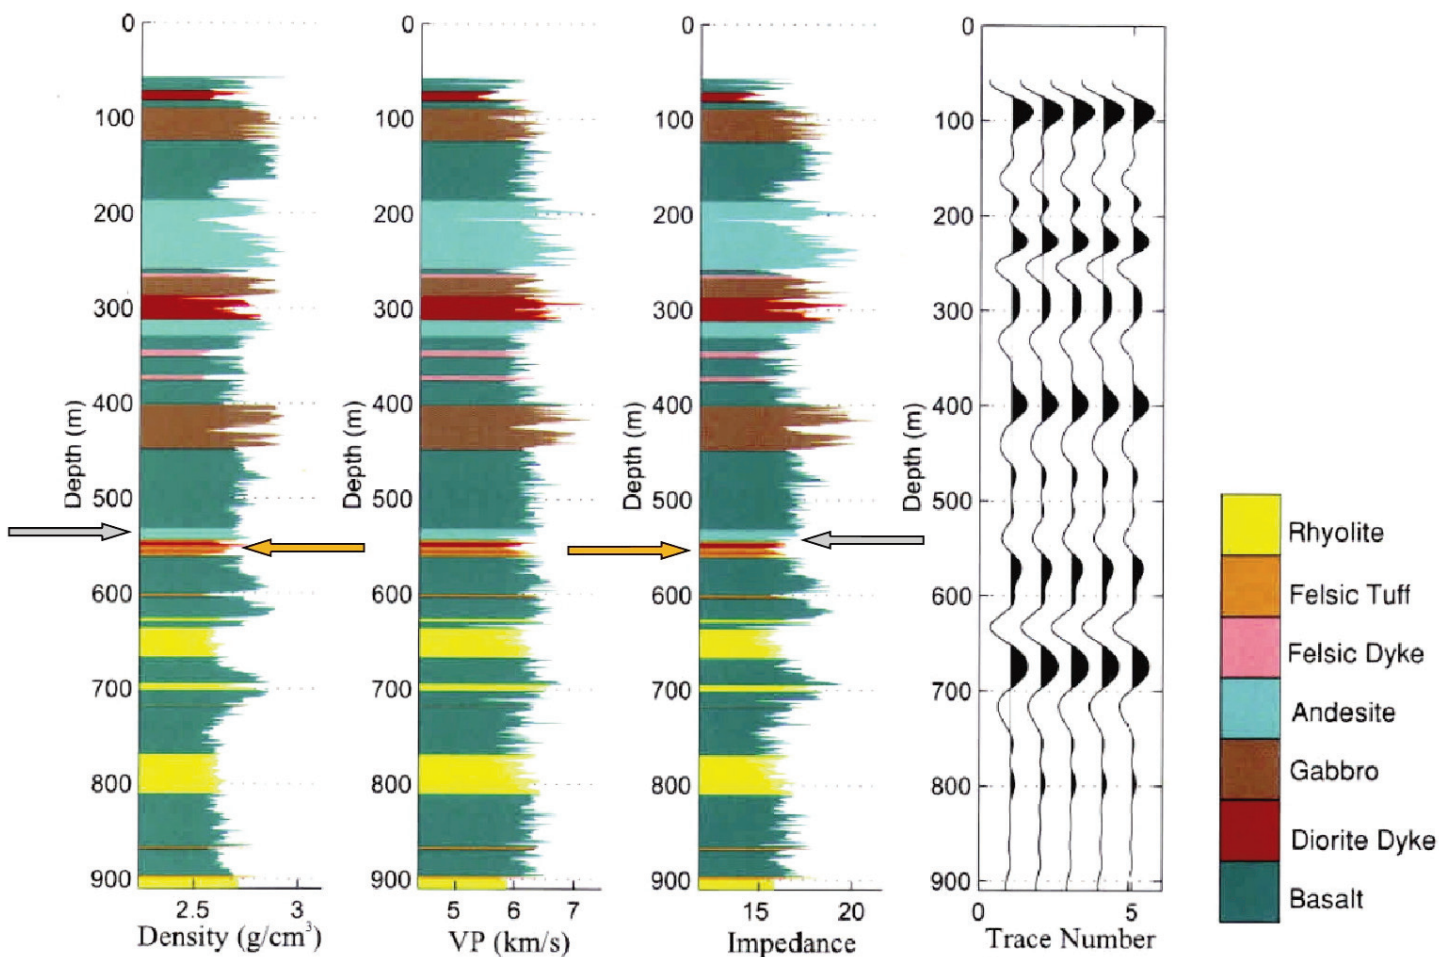 0
100
200
300
400
500
600
700
800
900
Depth (m)
2.5 3
Density (g/cm³)
0
100
200
300
400
500
600
700
800
900
Depth (m)
5 6 7
VP (km/s)
0
100
200
300
400
500
600
700
800
900
Depth (m)
15 20
Impedance
0
100
200
300
400
500
600
700
800
900
Depth (m)
0 5
Trace Number
Rhyolite
Felsic Tuff
Felsic Dyke
Andesite
Gabbro
Diorite Dyke
Basalt